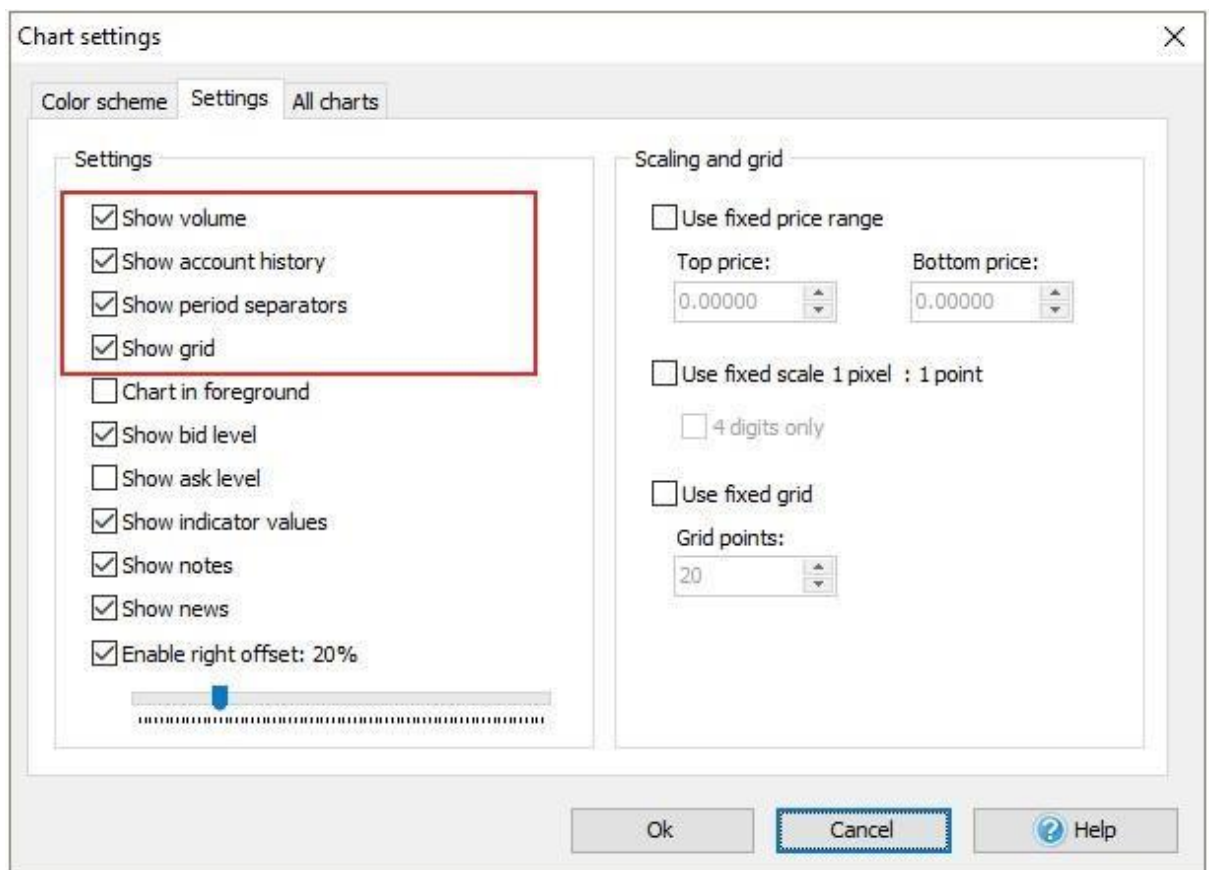 Chart settings
Color scheme Settings All charts
Settings
Show volume
Show account history
Show period separators
Show grid
Chart in foreground
Show bid level
Show ask level
Show indicator values
Show notes
Show news
Enable right offset: 20%
Scaling and grid
Use fixed price range
Top price: Bottom price:
0.00000 0.00000
Use fixed scale 1 pixel : 1 point
4 digits only
Use fixed grid
Grid points:
20
Ok Cancel Help